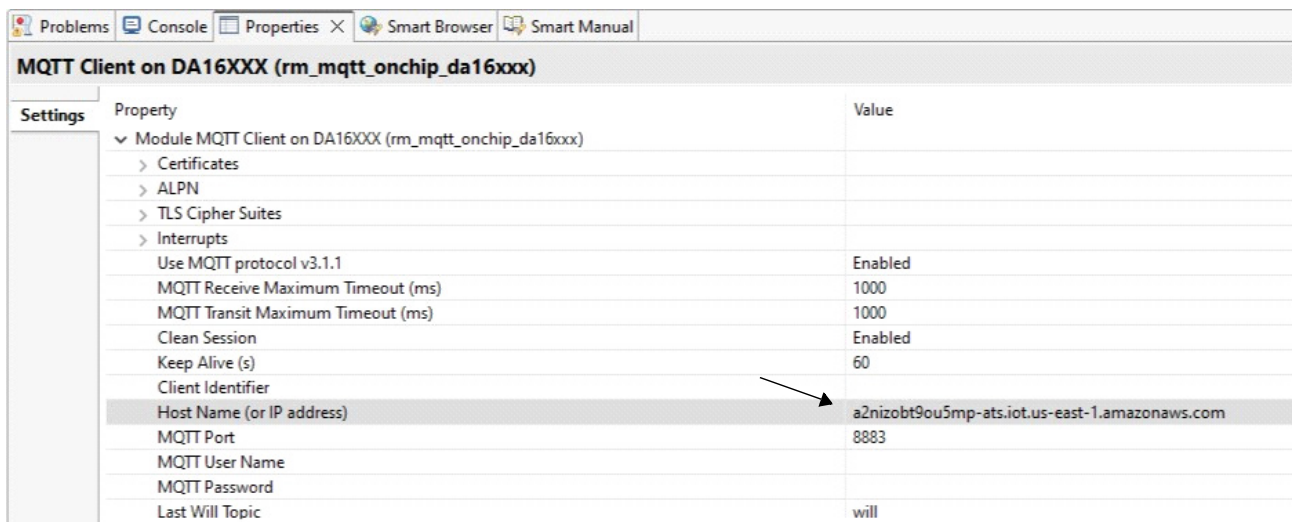 Problems Console Properties Smart Browser Smart Manual
MQTT Client on DA16XXX (rm_mqtt_onchip_da16xxx)
Settings Property Value
Module MQTT Client on DA16XXX (rm_mqtt_onchip_da16xxx)
Certificates
ALPN
TLS Cipher Suites
Interrupts
Use MQTT protocol v3.1.1 Enabled
MQTT Receive Maximum Timeout (ms) 1000
MQTT Transit Maximum Timeout (ms) 1000
Clean Session Enabled
Keep Alive (s) 60
Client Identifier
Host Name (or IP address) a2nizobt9ou5mp-ats.iot.us-east-1.amazonaws.com
MQTT Port 8883
MQTT User Name
MQTT Password
Last Will Topic will